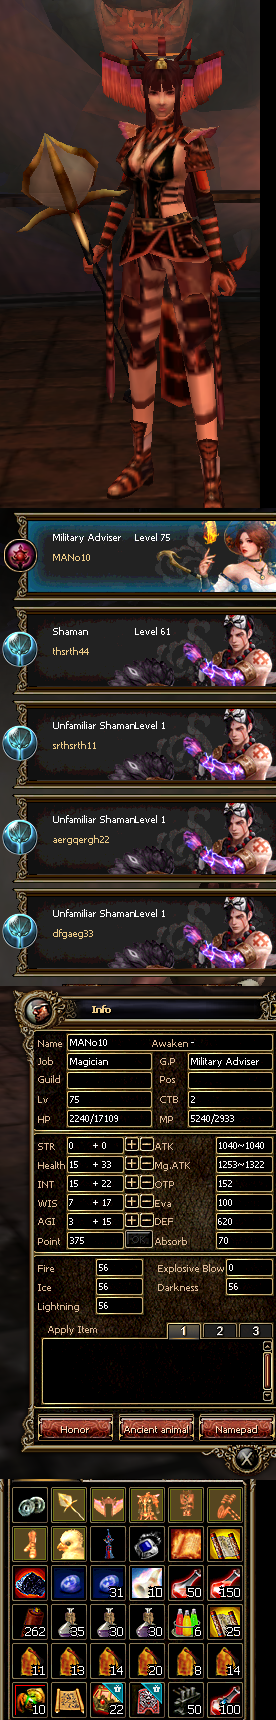 Military Adviser Level 75
MANo10
Shaman Level 61
thsrth44
Unfamiliar ShamanLevel 1
srthsrth11
Unfamiliar ShamanLevel 1
aergqergh22
Unfamiliar ShamanLevel 1
dfgaeg33
Info
Name MANo10 Awaken -
Job Magician G.P Military Adviser
Guild Pos
Lv 75 CTB 2
HP 2240/17109 MP 5240/2933
STR 0 + 0 + - ATK 1040~1040
Health 15 + 33 + - Mg.ATK 1253~1322
INT 15 + 22 + - OTP 152
WIS 7 + 17 + - Eva 100
AGI 3 + 15 + - DEF 620
Point 375 Absorb 70
Fire 56 Explosive Blow 0
Ice 56 Darkness 56
Lightning 56
Apply Item 1 2 3
Honor Ancient animal Namepad
X
31 10 50 150
262 35 30 30 6 25
11 13 14 20 8 14
10 22 50 100